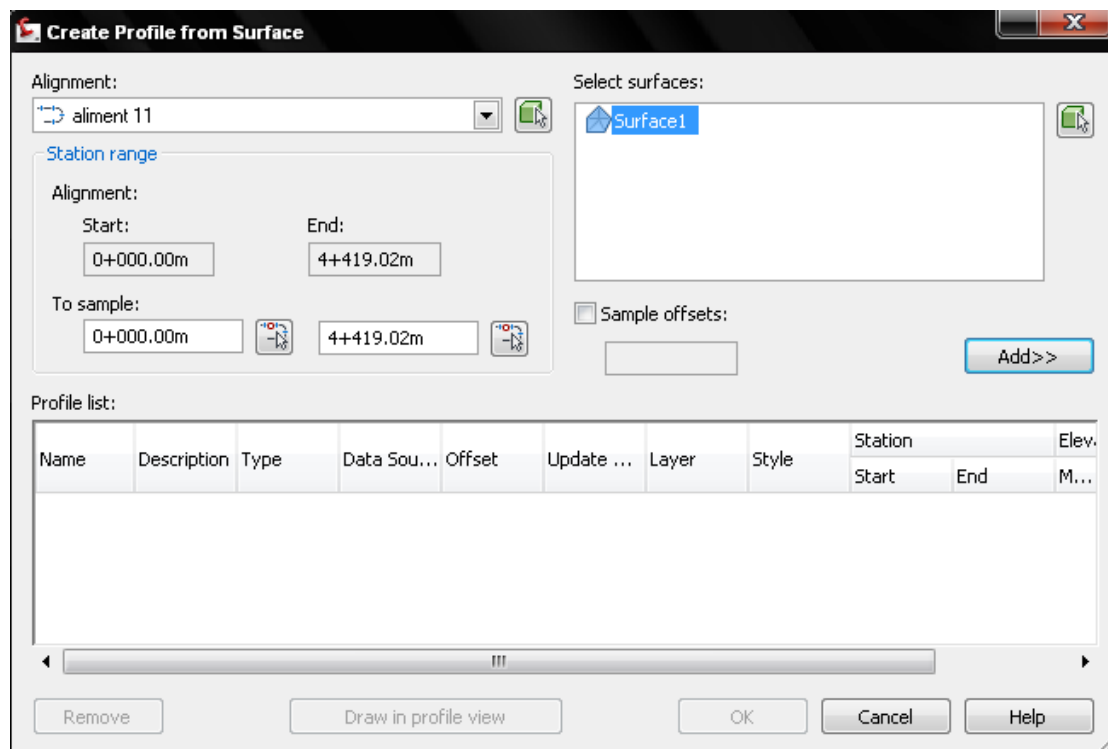 Create Profile from Surface
Alignment:
aliment 11
Select surfaces:
Surface1
Station range
Alignment:
Start: End:
0+000.00m 4+419.02m
To sample:
0+000.00m 4+419.02m
Sample offsets:
Add>>
Profile list:
Name Description Type Data Sou... Offset Update ... Layer Style Station Elev.
Start End M...
Remove Draw in profile view OK Cancel Help